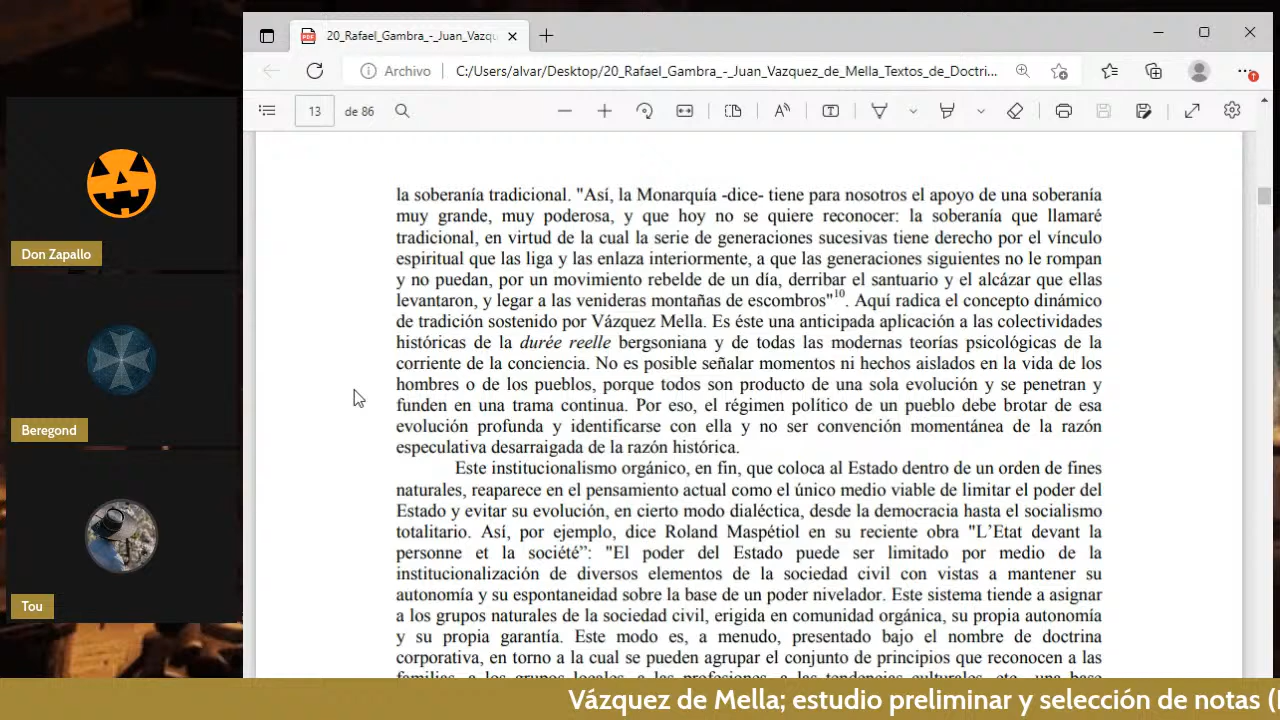 20_Rafael_Gambra_-_Juan_Vazqu
Archivo
C:/Users/alvar/Desktop/20_Rafael_Gambra_-_Juan_Vazquez_de_Mella_Textos_de_Doctri...
13 de 86
la soberanía tradicional. "Así, la Monarquía -dice- tiene para nosotros el apoyo de una soberanía
muy grande, muy poderosa, y que hoy no se quiere reconocer: la soberanía que llamaré
tradicional, en virtud de la cual la serie de generaciones sucesivas tiene derecho por el vínculo
espiritual que las liga y las enlaza interiormente, a que las generaciones siguientes no le rompan
y no puedan, por un movimiento rebelde de un día, derribar el santuario y el alcázar que ellas
levantaron, y legar a las venideras montañas de escombros"10. Aquí radica el concepto dinámico
de tradición sostenido por Vázquez Mella. Es éste una anticipada aplicación a las colectividades
históricas de la durée reelle bergsoniana y de todas las modernas teorías psicológicas de la
corriente de la conciencia. No es posible señalar momentos ni hechos aislados en la vida de los
hombres o de los pueblos, porque todos son producto de una sola evolución y se penetran y
funden en una trama continua. Por eso, el régimen político de un pueblo debe brotar de esa
evolución profunda y identificarse con ella y no ser convención momentánea de la razón
especulativa desarraigada de la razón histórica.
Este institucionalismo orgánico, en fin, que coloca al Estado dentro de un orden de fines
naturales, reaparece en el pensamiento actual como el único medio viable de limitar el poder del
Estado y evitar su evolución, en cierto modo dialéctica, desde la democracia hasta el socialismo
totalitario. Así, por ejemplo, dice Roland Maspétiol en su reciente obra "L'Etat devant la
personne et la société": "El poder del Estado puede ser limitado por medio de la
institucionalización de diversos elementos de la sociedad civil con vistas a mantener su
autonomía y su espontaneidad sobre la base de un poder nivelador. Este sistema tiende a asignar
a los grupos naturales de la sociedad civil, erigida en comunidad orgánica, su propia autonomía
y su propia garantía. Este modo es, a menudo, presentado bajo el nombre de doctrina
corporativa, en torno a la cual se pueden agrupar el conjunto de principios que reconocen a las
familias, a los grupos locales, a las profesiones, a las tendencias culturales, etc., una base
Don Zapallo
Beregond
Tou
Vázquez de Mella; estudio preliminar y selección de notas (